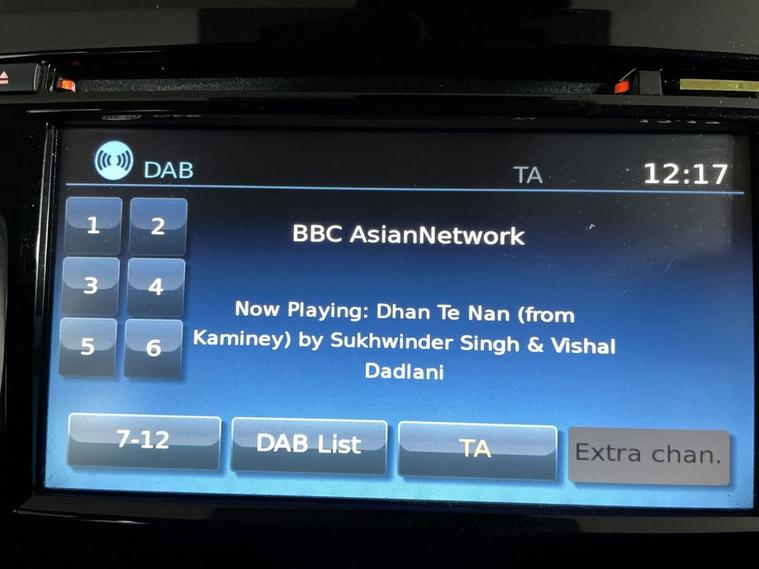 DAB
TA
12:17
1
2
BBC AsianNetwork
3
4
Now Playing: Dhan Te Nan (from
Kaminey) by Sukhwinder Singh & Vishal
Dadlani
5
6
7-12
DAB List
TA
Extra chan.